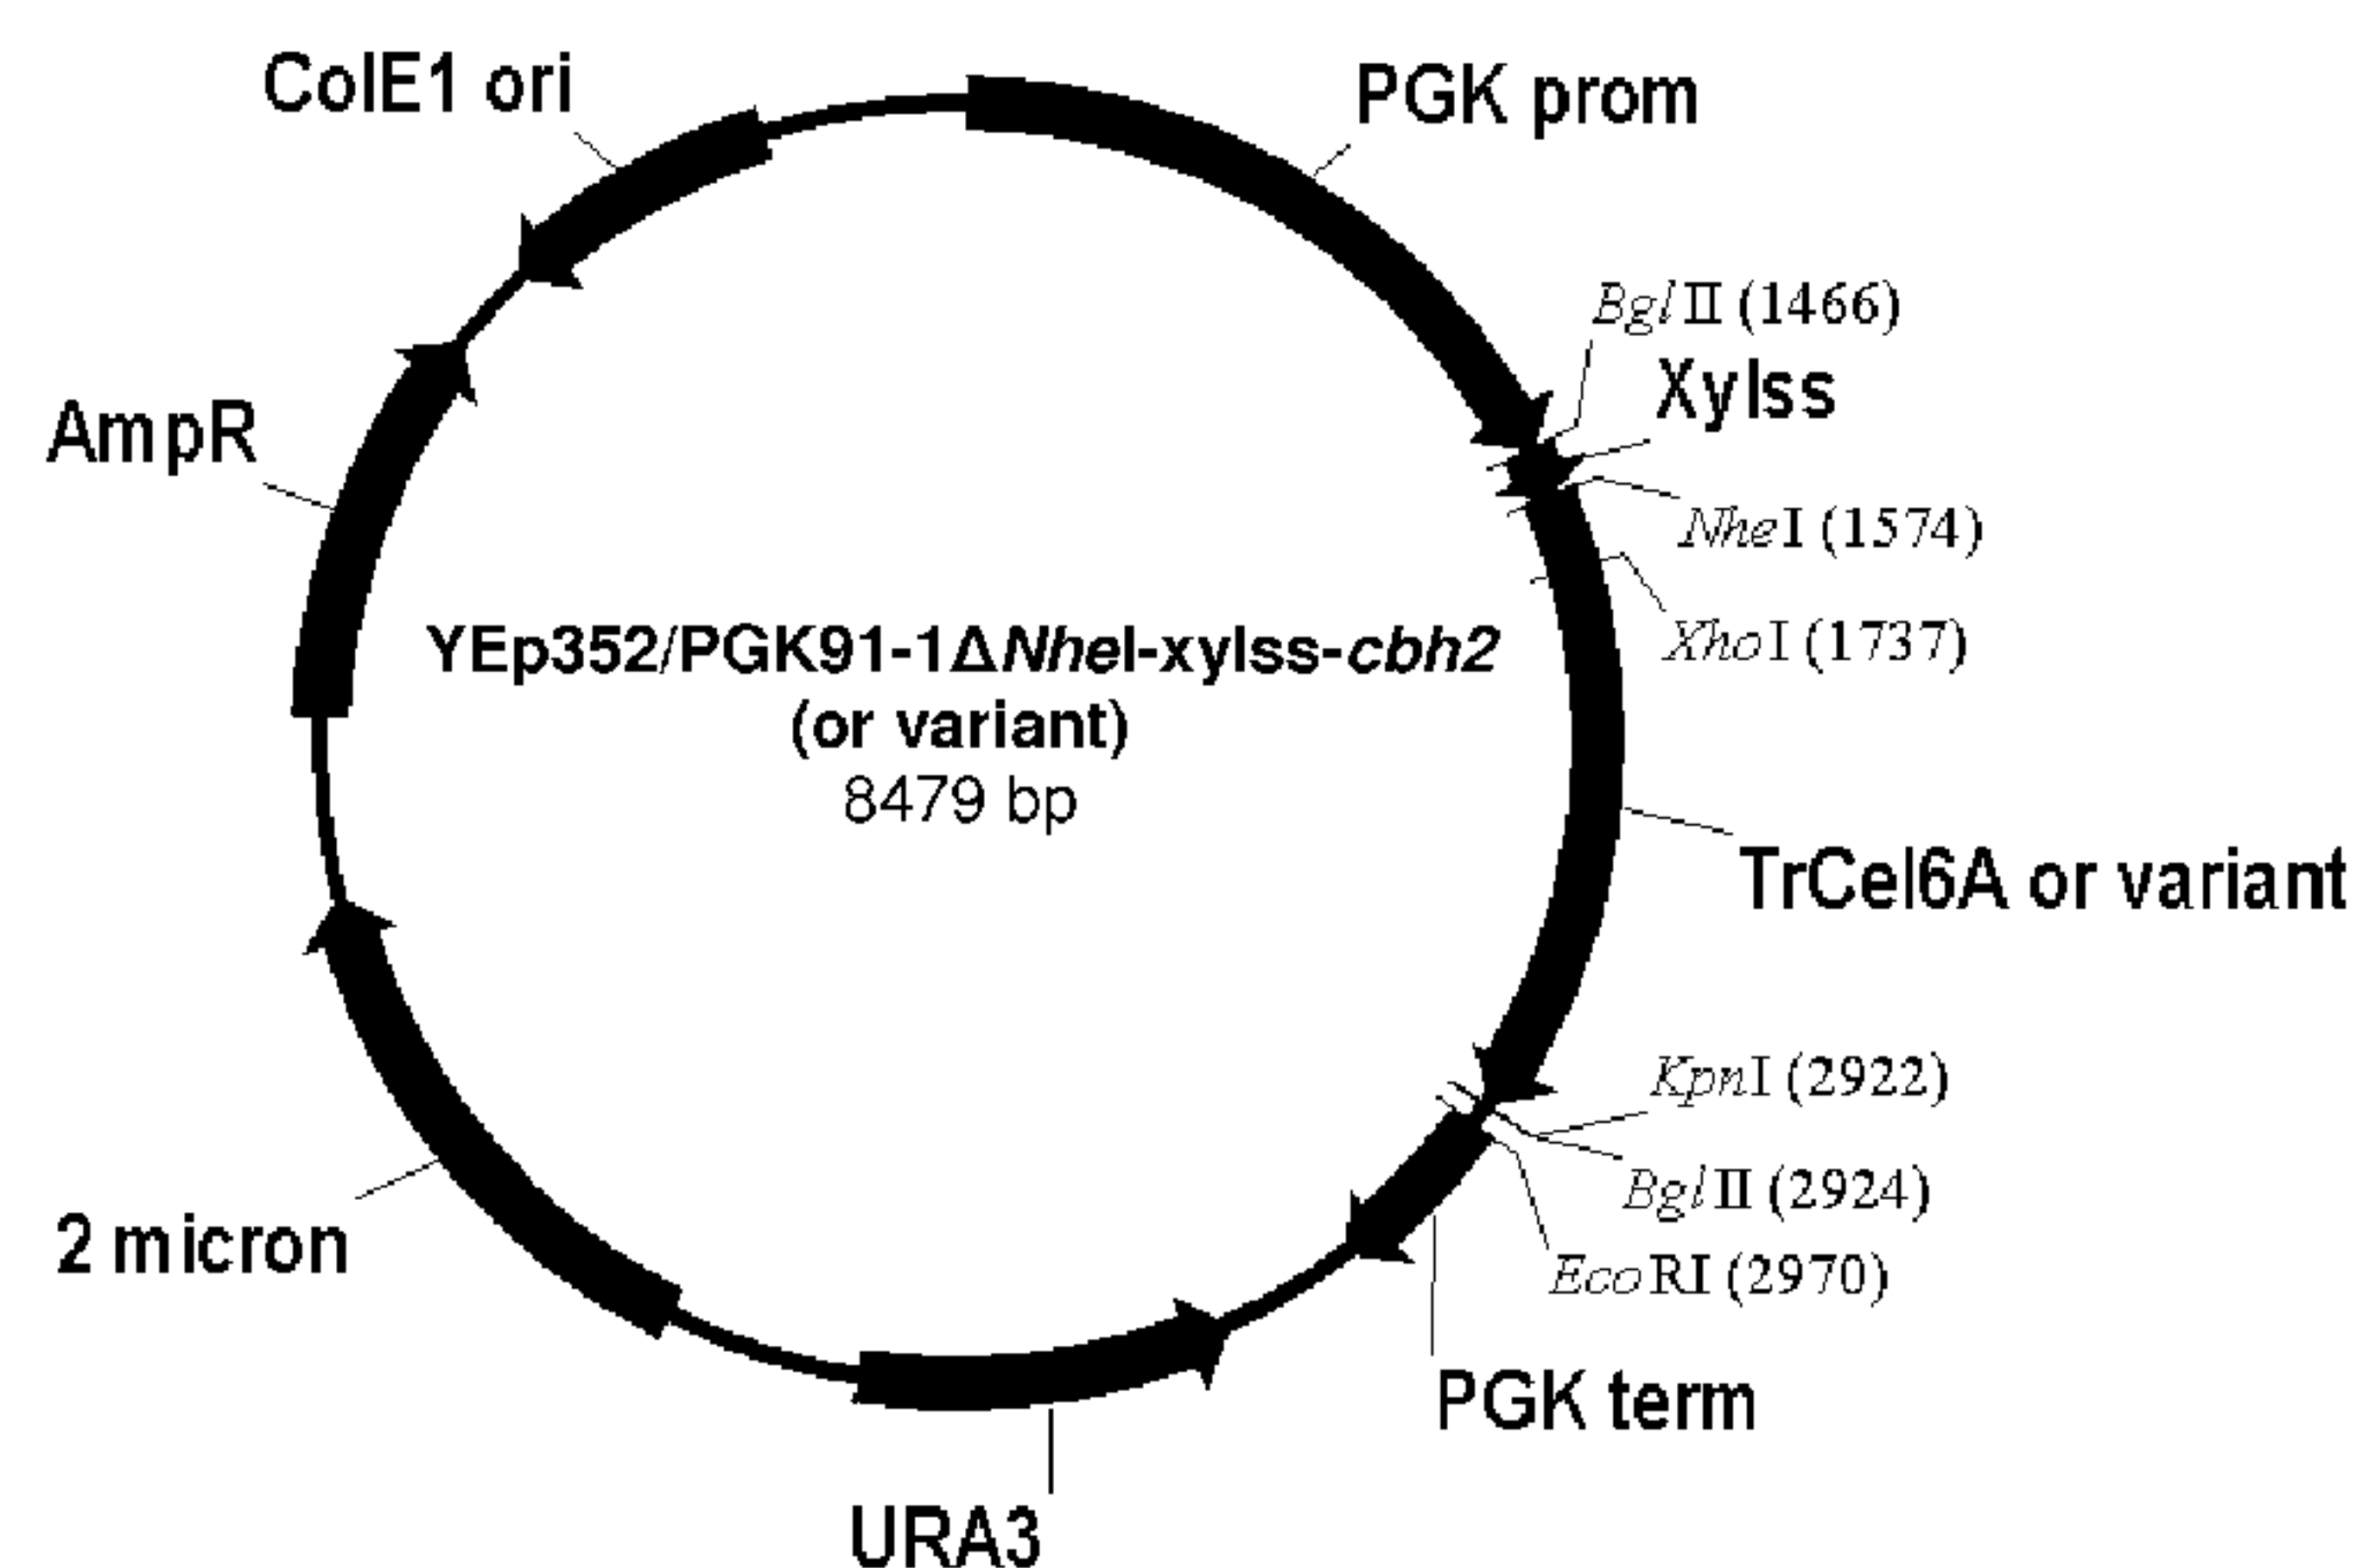 ColE1 ori
PGK prom
BglII (1466)
Xylss
AmpR
NheI (1574)
XhoI (1737)
YEp352/PGK91-1ΔNheI-xylss-cbh2
(or variant)
8479 bp
TrCel6A or variant
KpnI (2922)
BglII (2924)
2 micron
EcoRI (2970)
PGK term
URA3